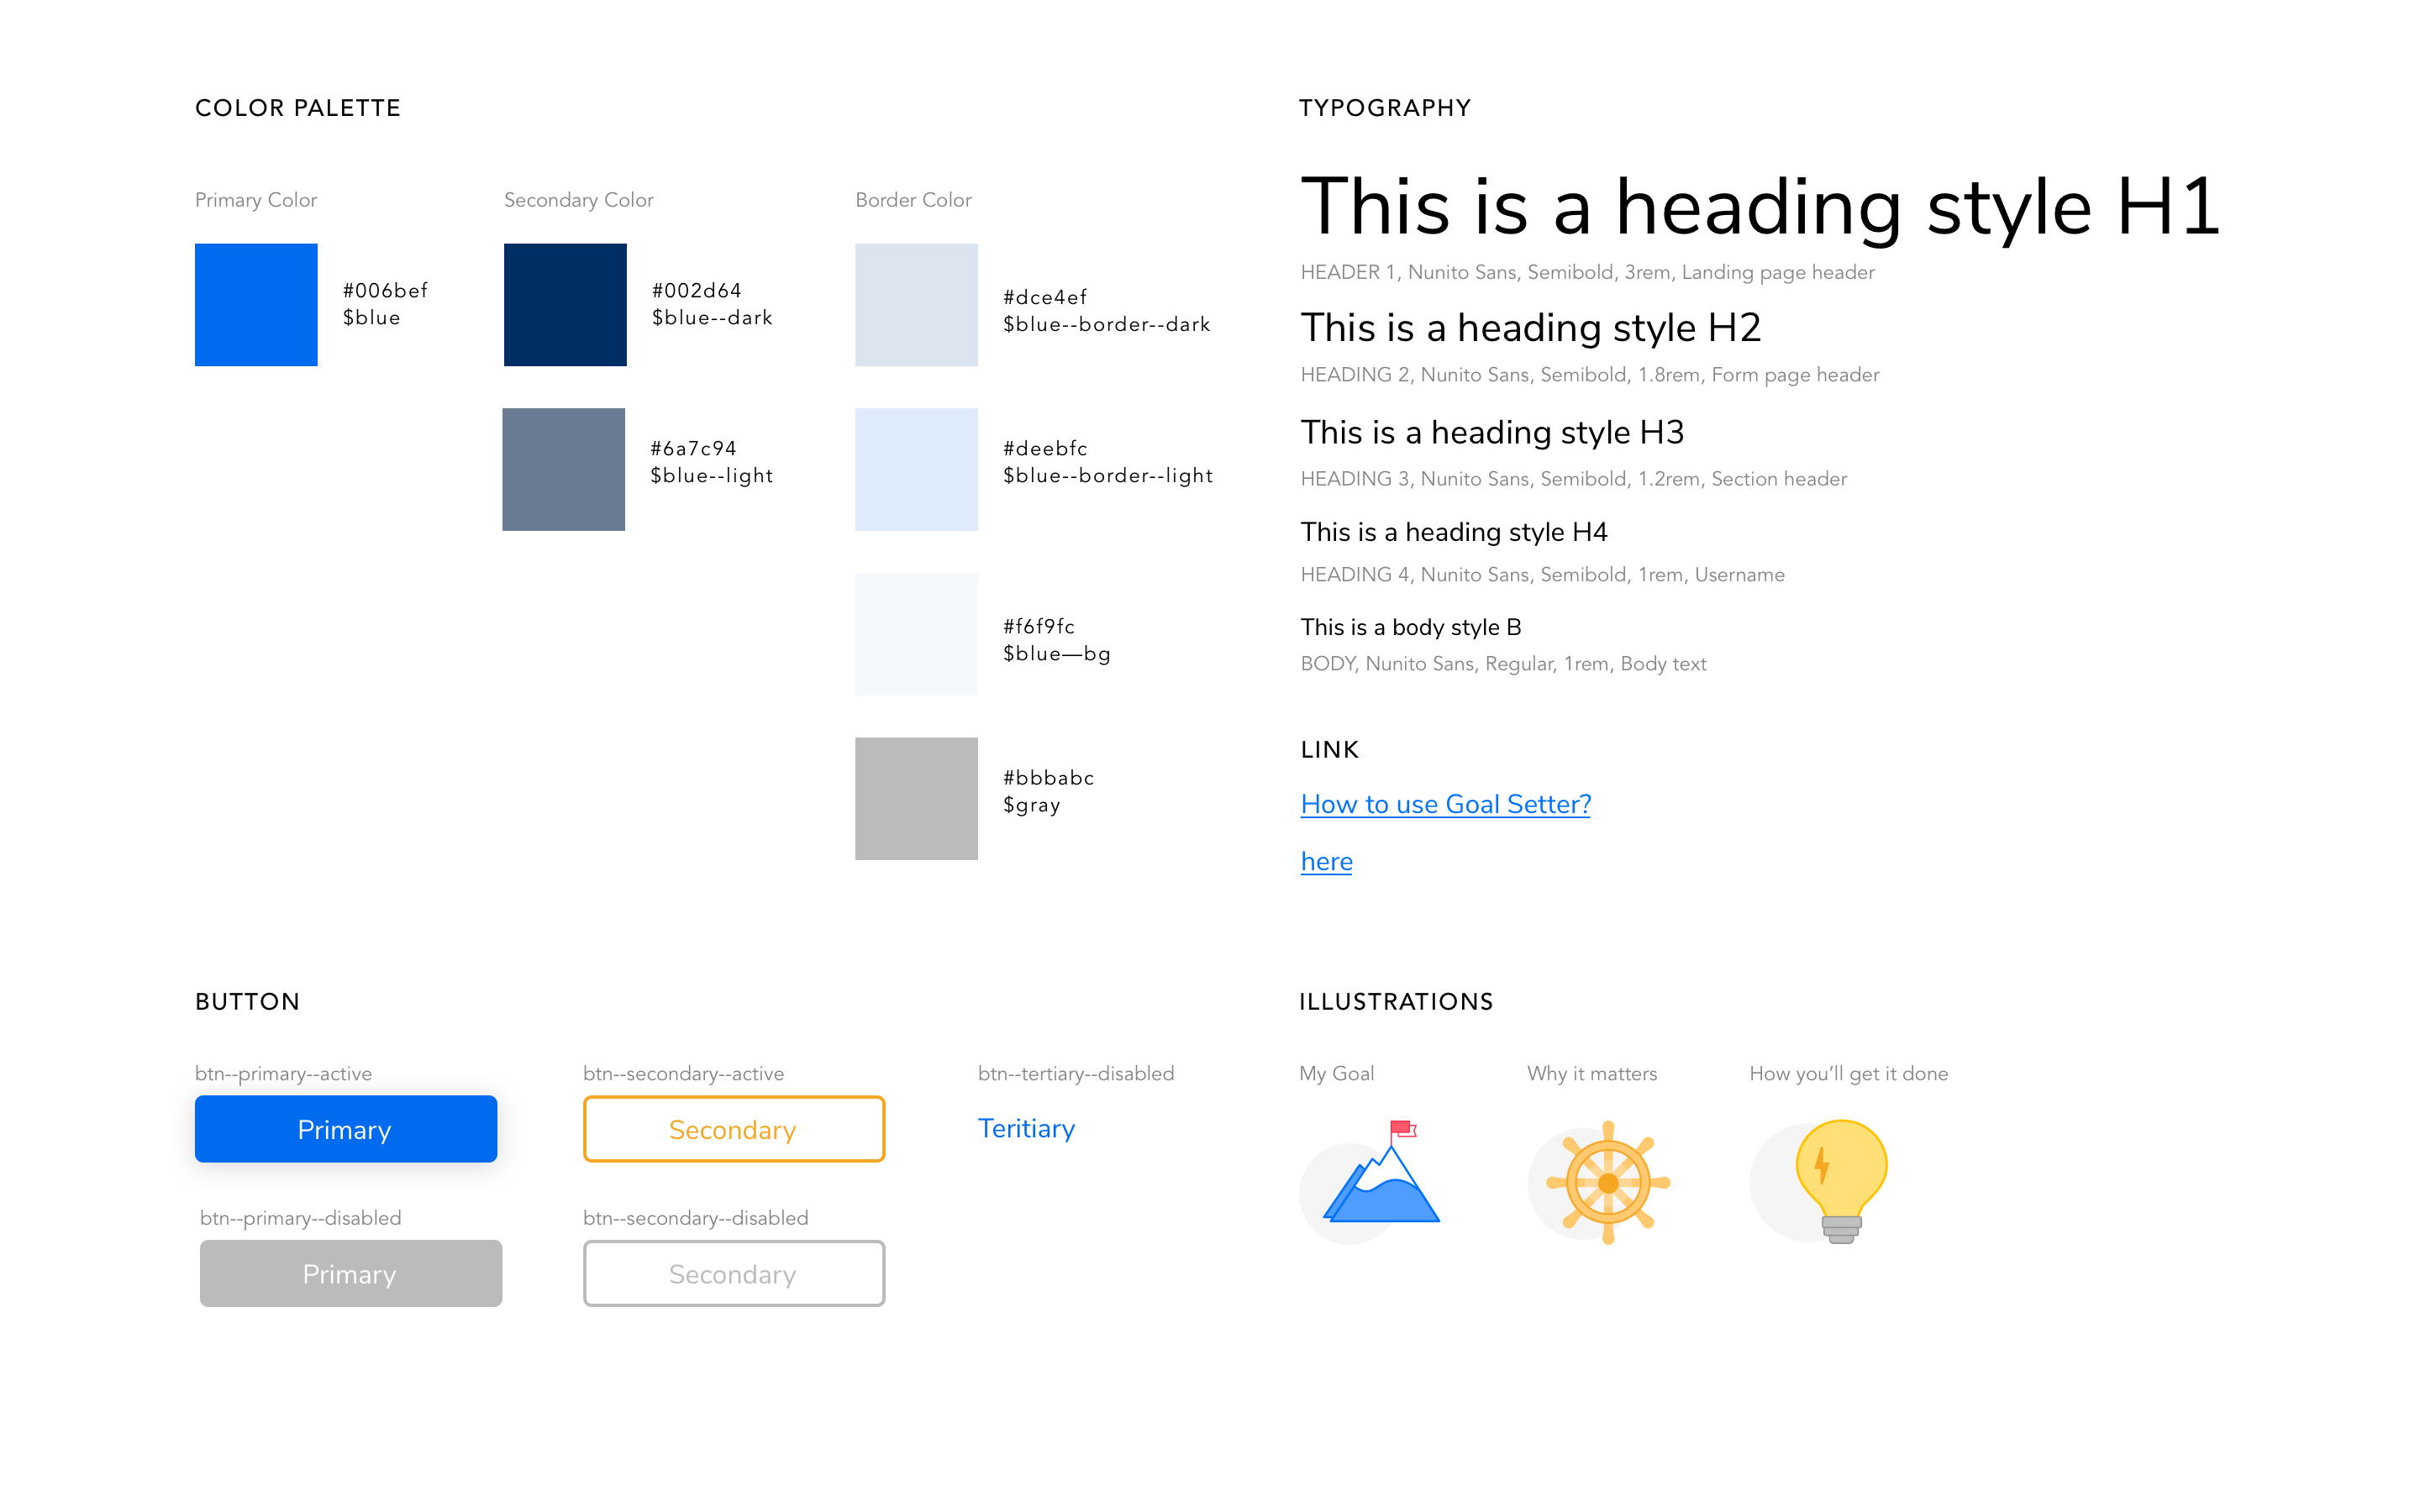 COLOR PALETTE
Primary Color
#006bef
$blue
Secondary Color
#002d64
$blue--dark
#6a7c94
$blue--light
Border Color
#dce4ef
$blue--border--dark
#deebfc
$blue--border--light
#f6f9fc
$blue—bg
#bbbabc
$gray
TYPOGRAPHY
This is a heading style H1
HEADER 1, Nunito Sans, Semibold, 3rem, Landing page header
This is a heading style H2
HEADING 2, Nunito Sans, Semibold, 1.8rem, Form page header
This is a heading style H3
HEADING 3, Nunito Sans, Semibold, 1.2rem, Section header
This is a heading style H4
HEADING 4, Nunito Sans, Semibold, 1rem, Username
This is a body style B
BODY, Nunito Sans, Regular, 1rem, Body text
LINK
How to use Goal Setter?
here
BUTTON
btn--primary--active
Primary
btn--secondary--active
Secondary
btn--tertiary--disabled
Teritiary
btn--primary--disabled
Primary
btn--secondary--disabled
Secondary
ILLUSTRATIONS
My Goal
Why it matters
How you’ll get it done